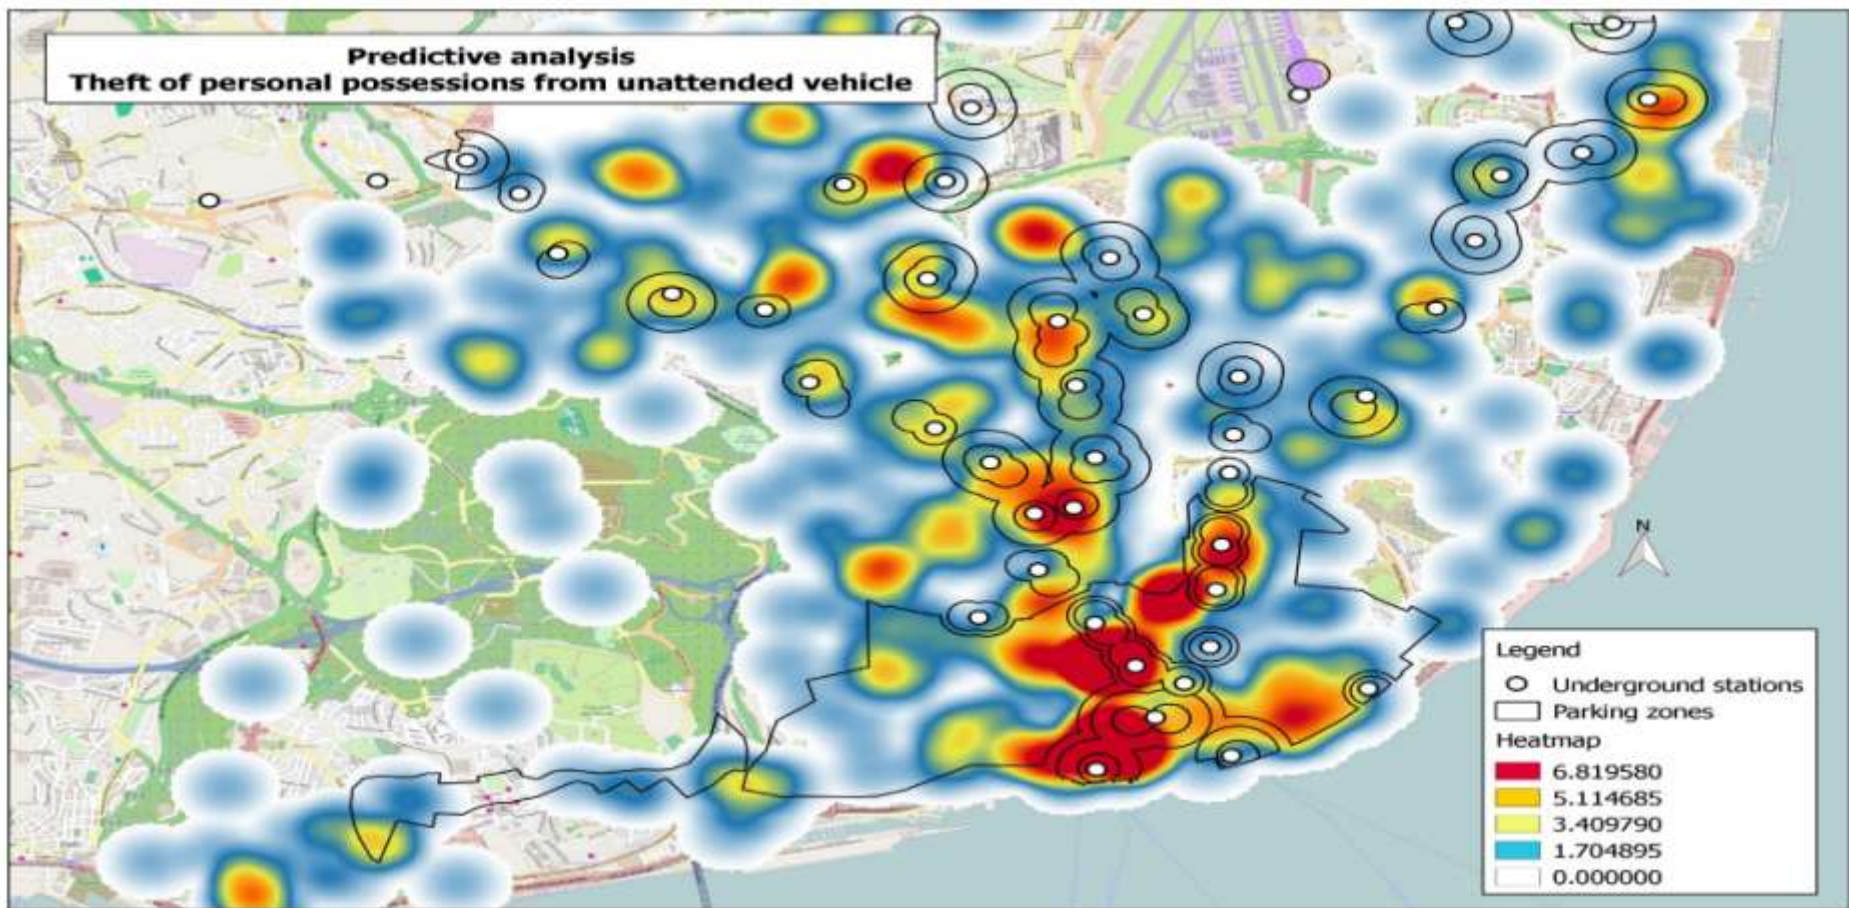 Predictive analysis
Theft of personal possessions from unattended vehicle
N
Legend
Underground stations
Parking zones
Heatmap
6.819580
5.114685
3.409790
1.704895
0.000000